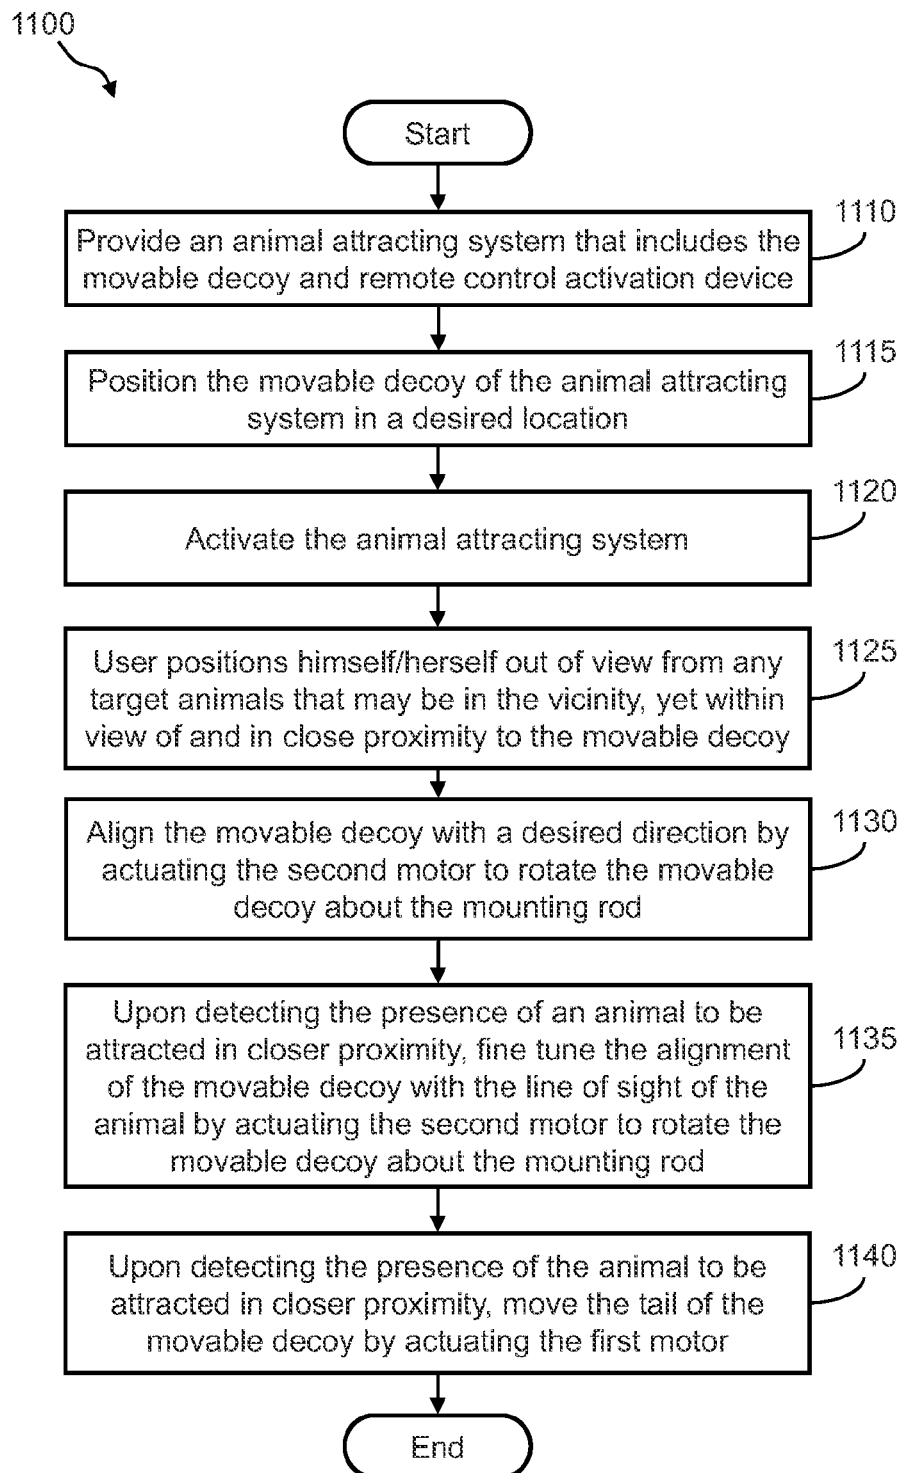 1100
Start
1110
Provide an animal attracting system that includes the
movable decoy and remote control activation device
1115
Position the movable decoy of the animal attracting
system in a desired location
1120
Activate the animal attracting system
1125
User positions himself/herself out of view from any
target animals that may be in the vicinity, yet within
view of and in close proximity to the movable decoy
1130
Align the movable decoy with a desired direction by
actuating the second motor to rotate the movable
decoy about the mounting rod
1135
Upon detecting the presence of an animal to be
attracted in closer proximity, fine tune the alignment
of the movable decoy with the line of sight of the
animal by actuating the second motor to rotate the
movable decoy about the mounting rod
1140
Upon detecting the presence of the animal to be
attracted in closer proximity, move the tail of the
movable decoy by actuating the first motor
End